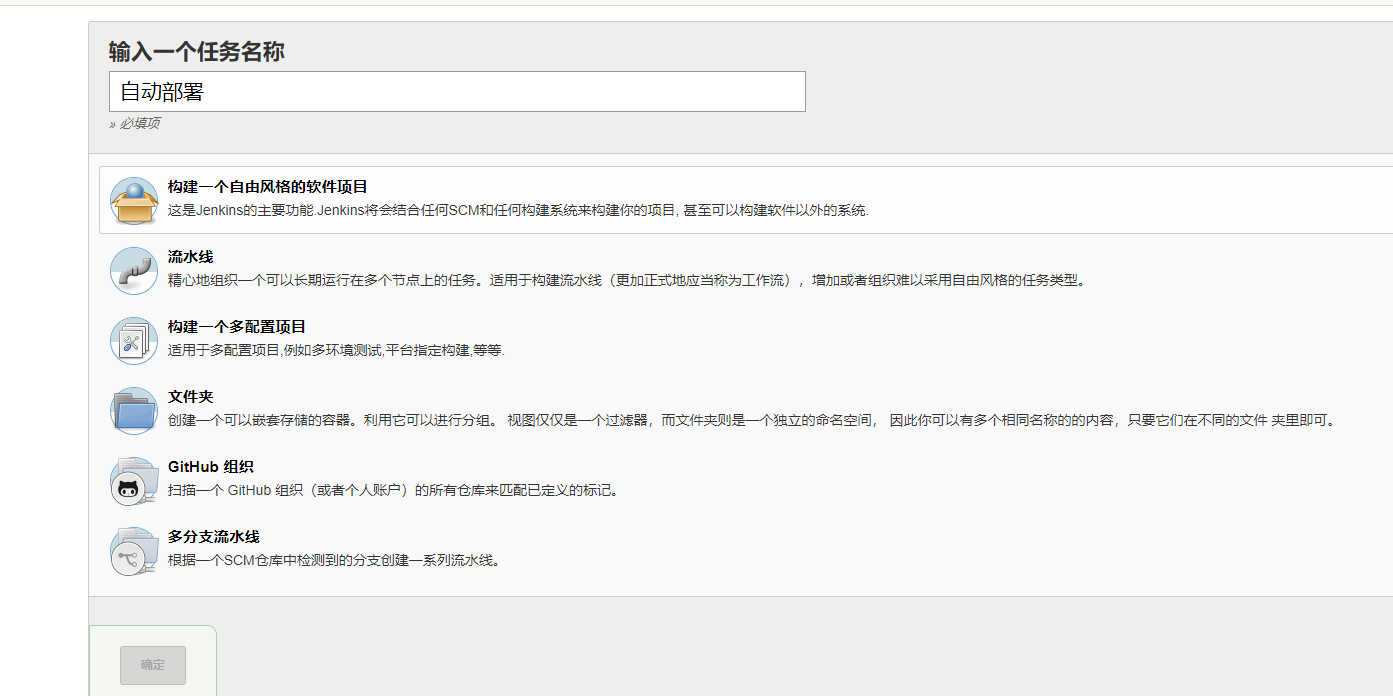 输入一个任务名称
自动部署
» 必填项
构建一个自由风格的软件项目
这是Jenkins的主要功能.Jenkins将会结合任何SCM和任何构建系统来构建你的项目, 甚至可以构建软件以外的系统.
流水线
精心地组织一个可以长期运行在多个节点上的任务。适用于构建流水线（更加正式地应当称为工作流），增加或者组织难以采用自由风格的任务类型。
构建一个多配置项目
适用于多配置项目,例如多环境测试,平台指定构建,等等.
文件夹
创建一个可以嵌套存储的容器。利用它可以进行分组。 视图仅仅是一个过滤器，而文件夹则是一个独立的命名空间， 因此你可以有多个相同名称的的内容，只要它们在不同的文件 夹里即可。
GitHub 组织
扫描一个 GitHub 组织（或者个人账户）的所有仓库来匹配已定义的标记。
多分支流水线
根据一个SCM仓库中检测到的分支创建一系列流水线。
确定